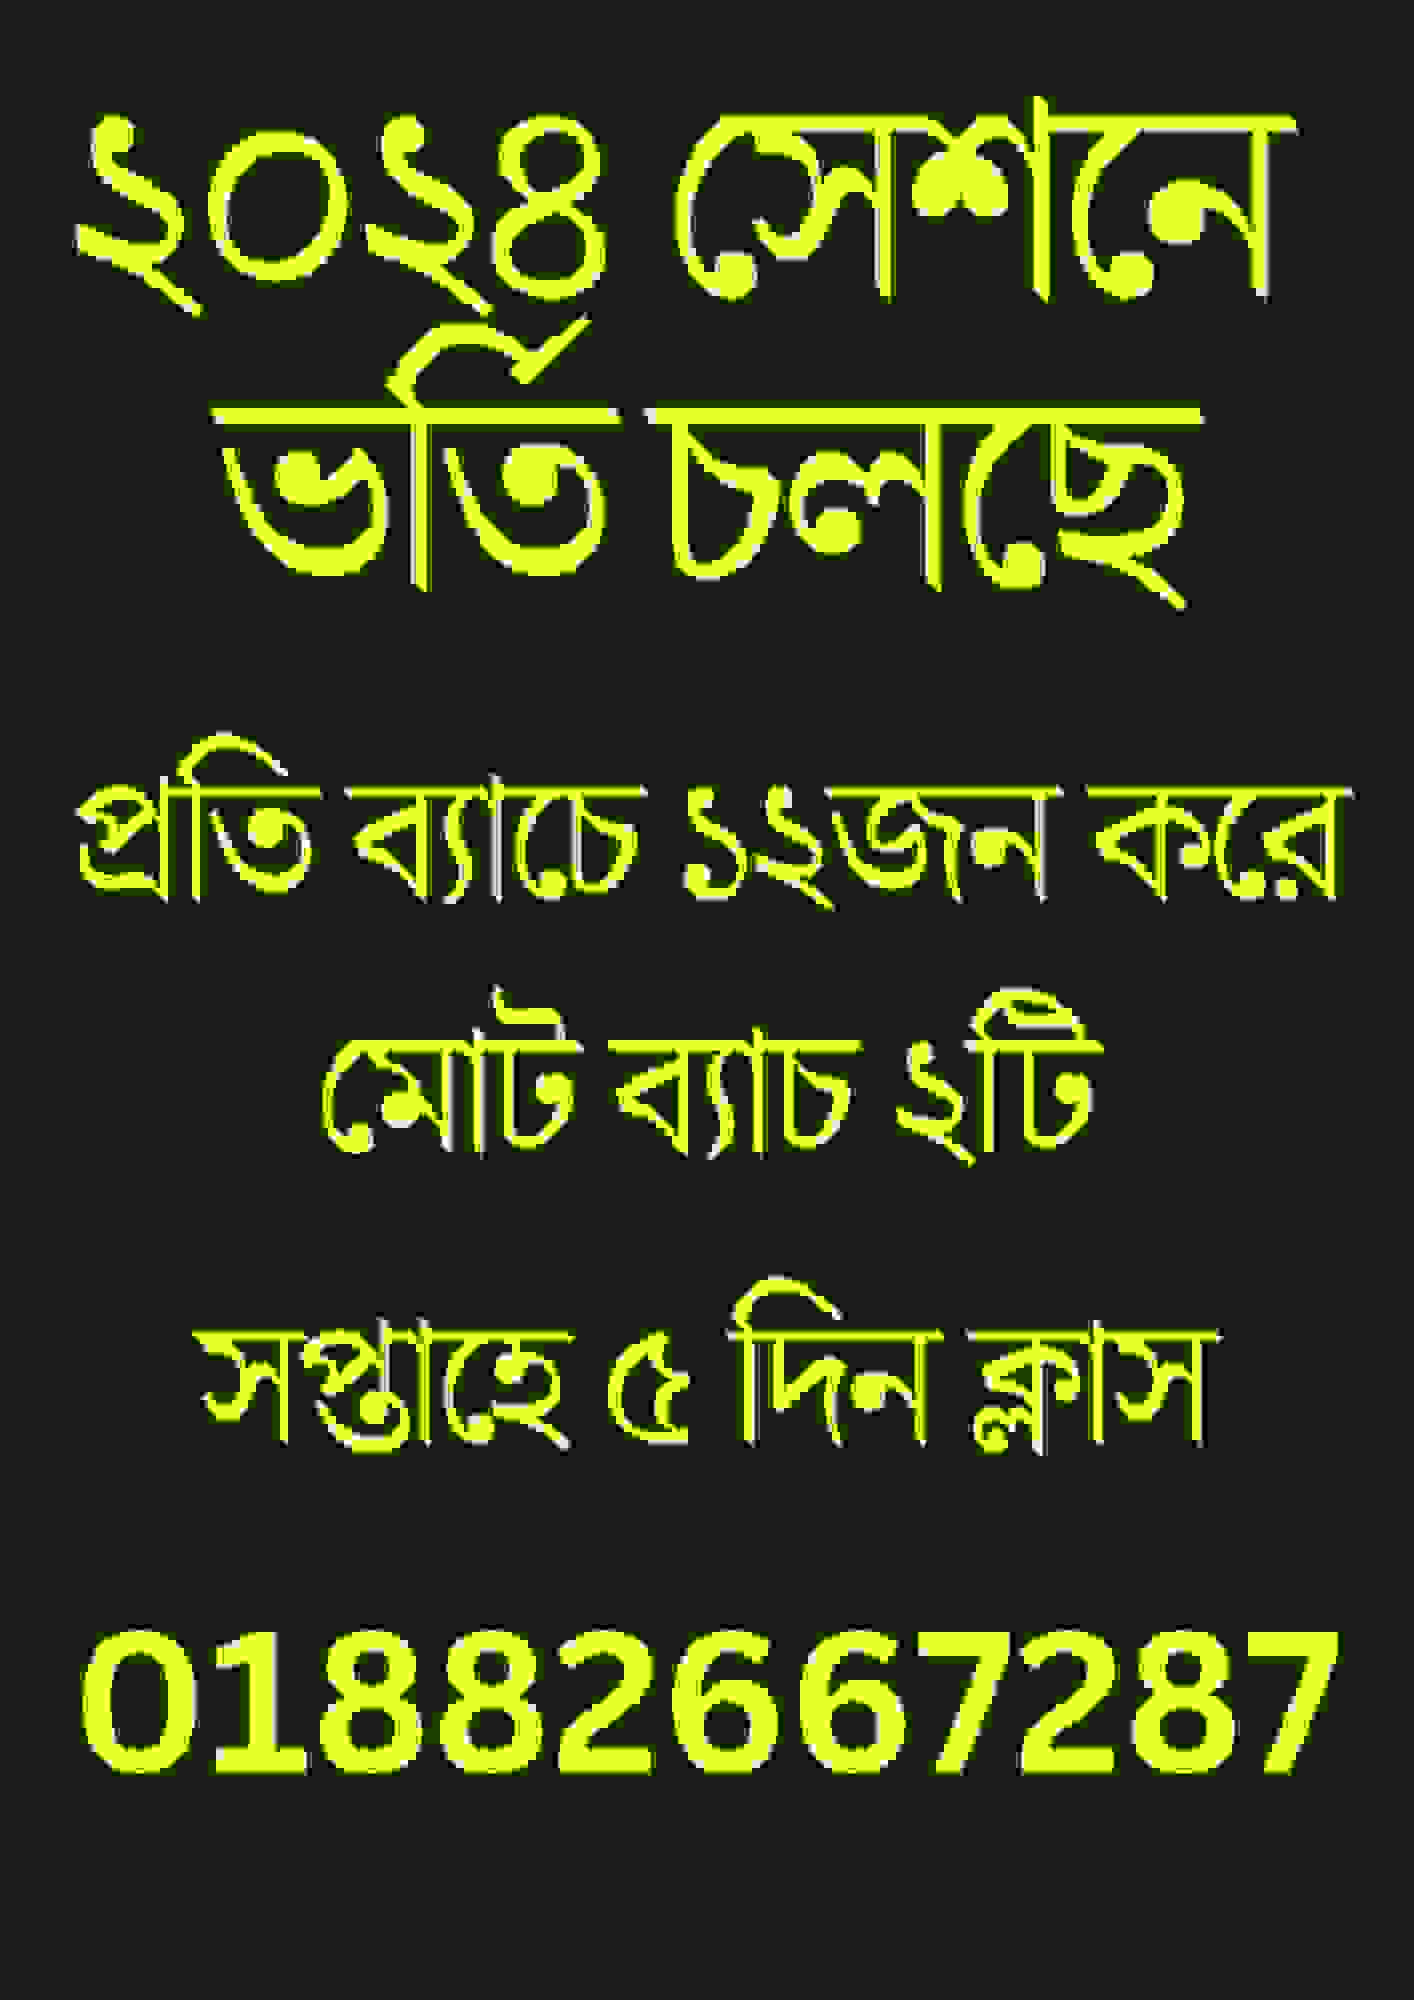 ২০২৪ সেশনে
ভর্তি চলছে
প্রতি ব্যাচে ১২জন করে
মোট ব্যাচ ২টি
সপ্তাহে ৫ দিন ক্লাস
01882667287